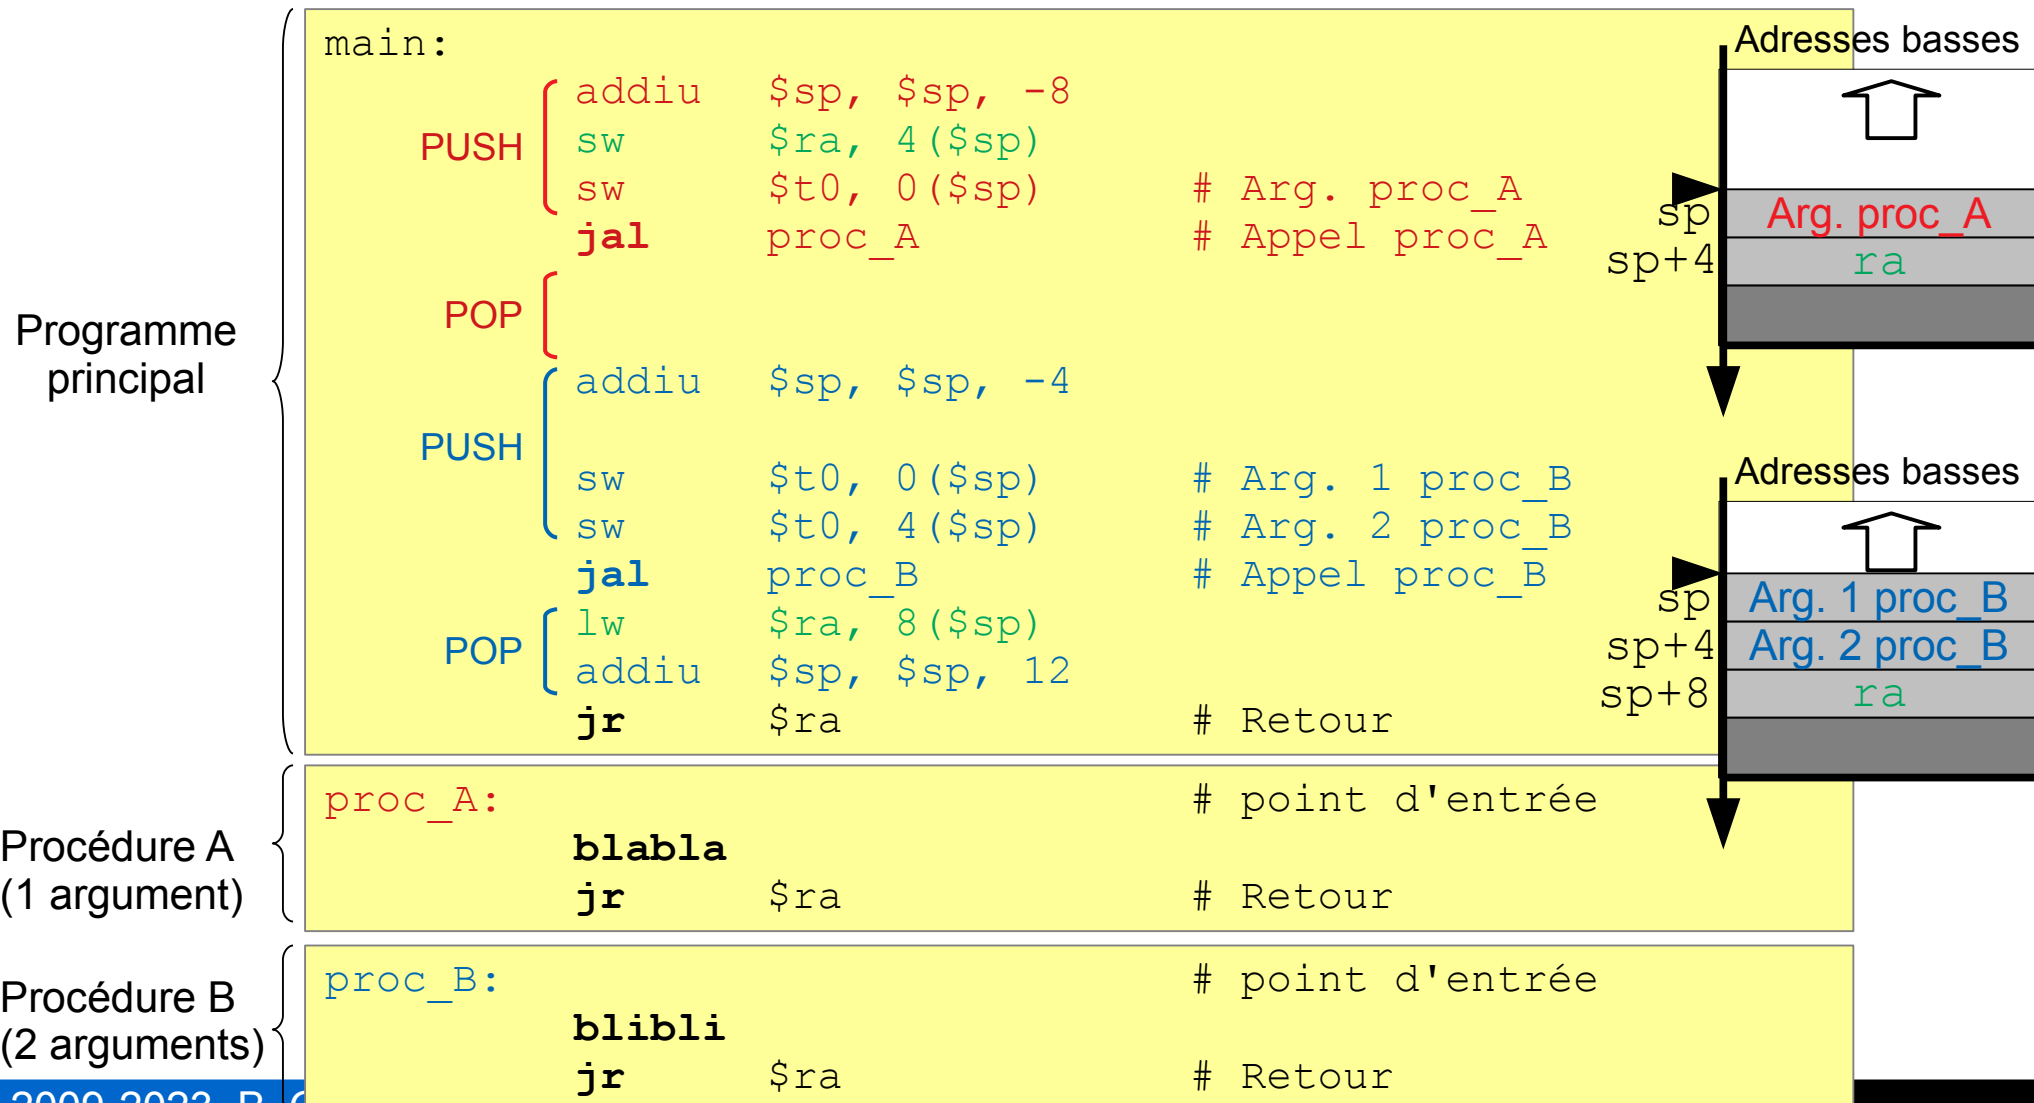 main:
addiu $sp, $sp, -8
PUSH
sw $ra, 4($sp)
sw $t0, 0($sp) # Arg. proc_A
jal proc_A # Appel proc_A
POP
Programme
principal
addiu $sp, $sp, -4
PUSH
sw $t0, 0($sp) # Arg. 1 proc_B
sw $t0, 4($sp) # Arg. 2 proc_B
jal proc_B # Appel proc_B
lw $ra, 8($sp)
POP
addiu $sp, $sp, 12
jr $ra # Retour
Adresses basses
sp Arg. proc_A
sp+4 ra
Adresses basses
sp Arg. 1 proc_B
sp+4 Arg. 2 proc_B
sp+8 ra
Procédure A
(1 argument)
proc_A: # point d'entrée
blabla
jr $ra # Retour
Procédure B
(2 arguments)
proc_B: # point d'entrée
blibli
jr $ra # Retour
2009-2023, B.